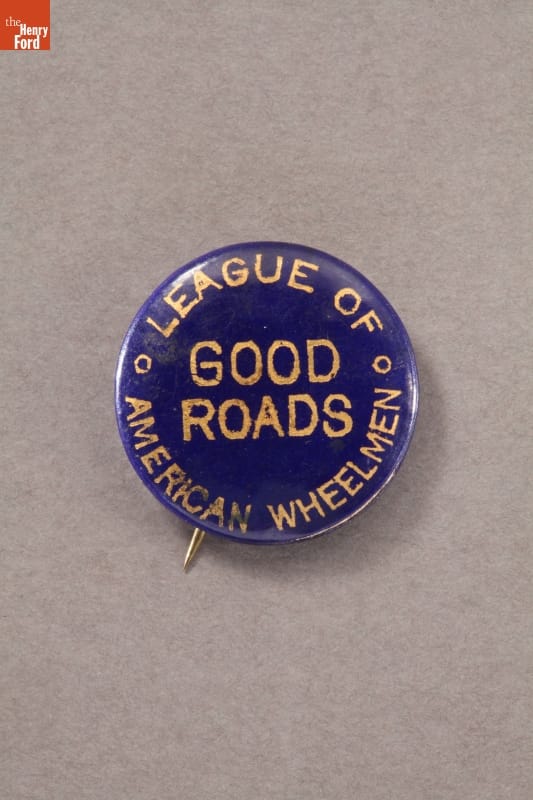 the
Henry
Ford
LEAGUE OF
GOOD
ROADS
AMERICAN WHEELMEN